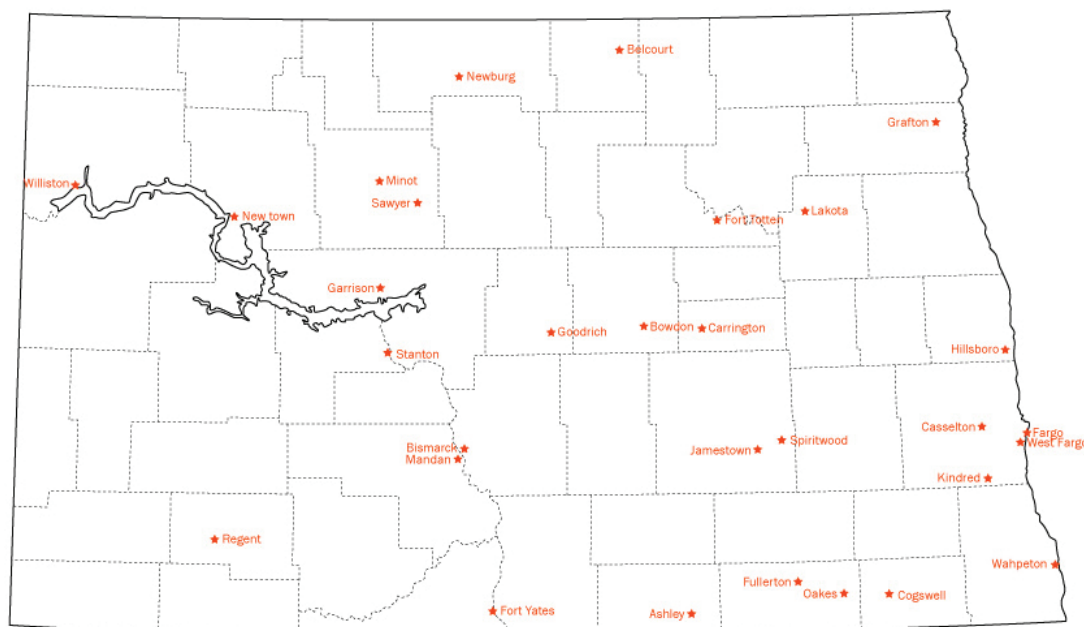 Belcourt
Newburg
Grafton
Minot
Williston
Sawyer
Lakota
New town
Fort Totten
Garrison
Bowdon
Carrington
Goodrich
Hillsboro
Stanton
Casselton
Fargo
Spiritwood
West Fargo
Bismarck
Jamestown
Mandan
Kindred
Regent
Wahpeton
Fullerton
Oakes
Cogswell
Fort Yates
Ashley